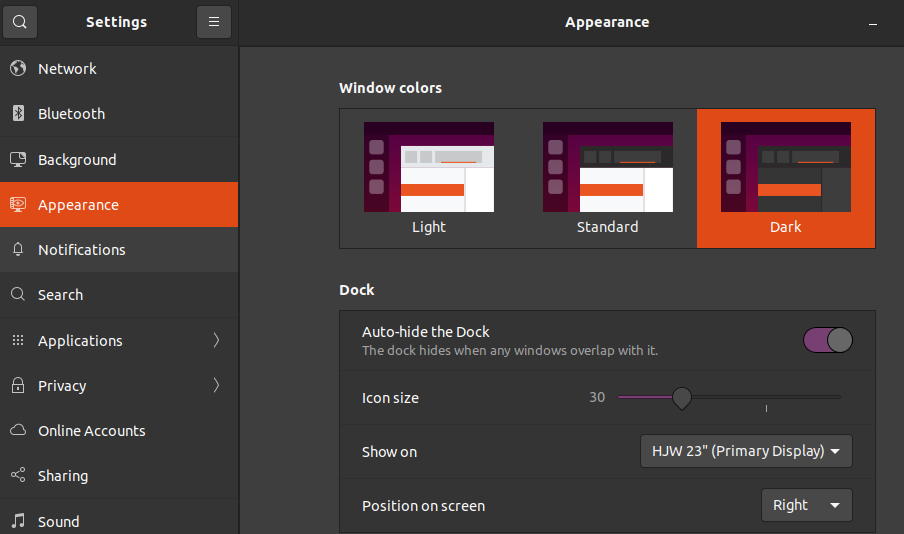 Settings
Appearance
Network
Bluetooth
Background
Appearance
Notifications
Search
Applications
Privacy
Online Accounts
Sharing
Sound
Window colors
Light
Standard
Dark
Dock
Auto-hide the Dock
The dock hides when any windows overlap with it.
Icon size
30
Show on
HJW 23" (Primary Display)
Position on screen
Right